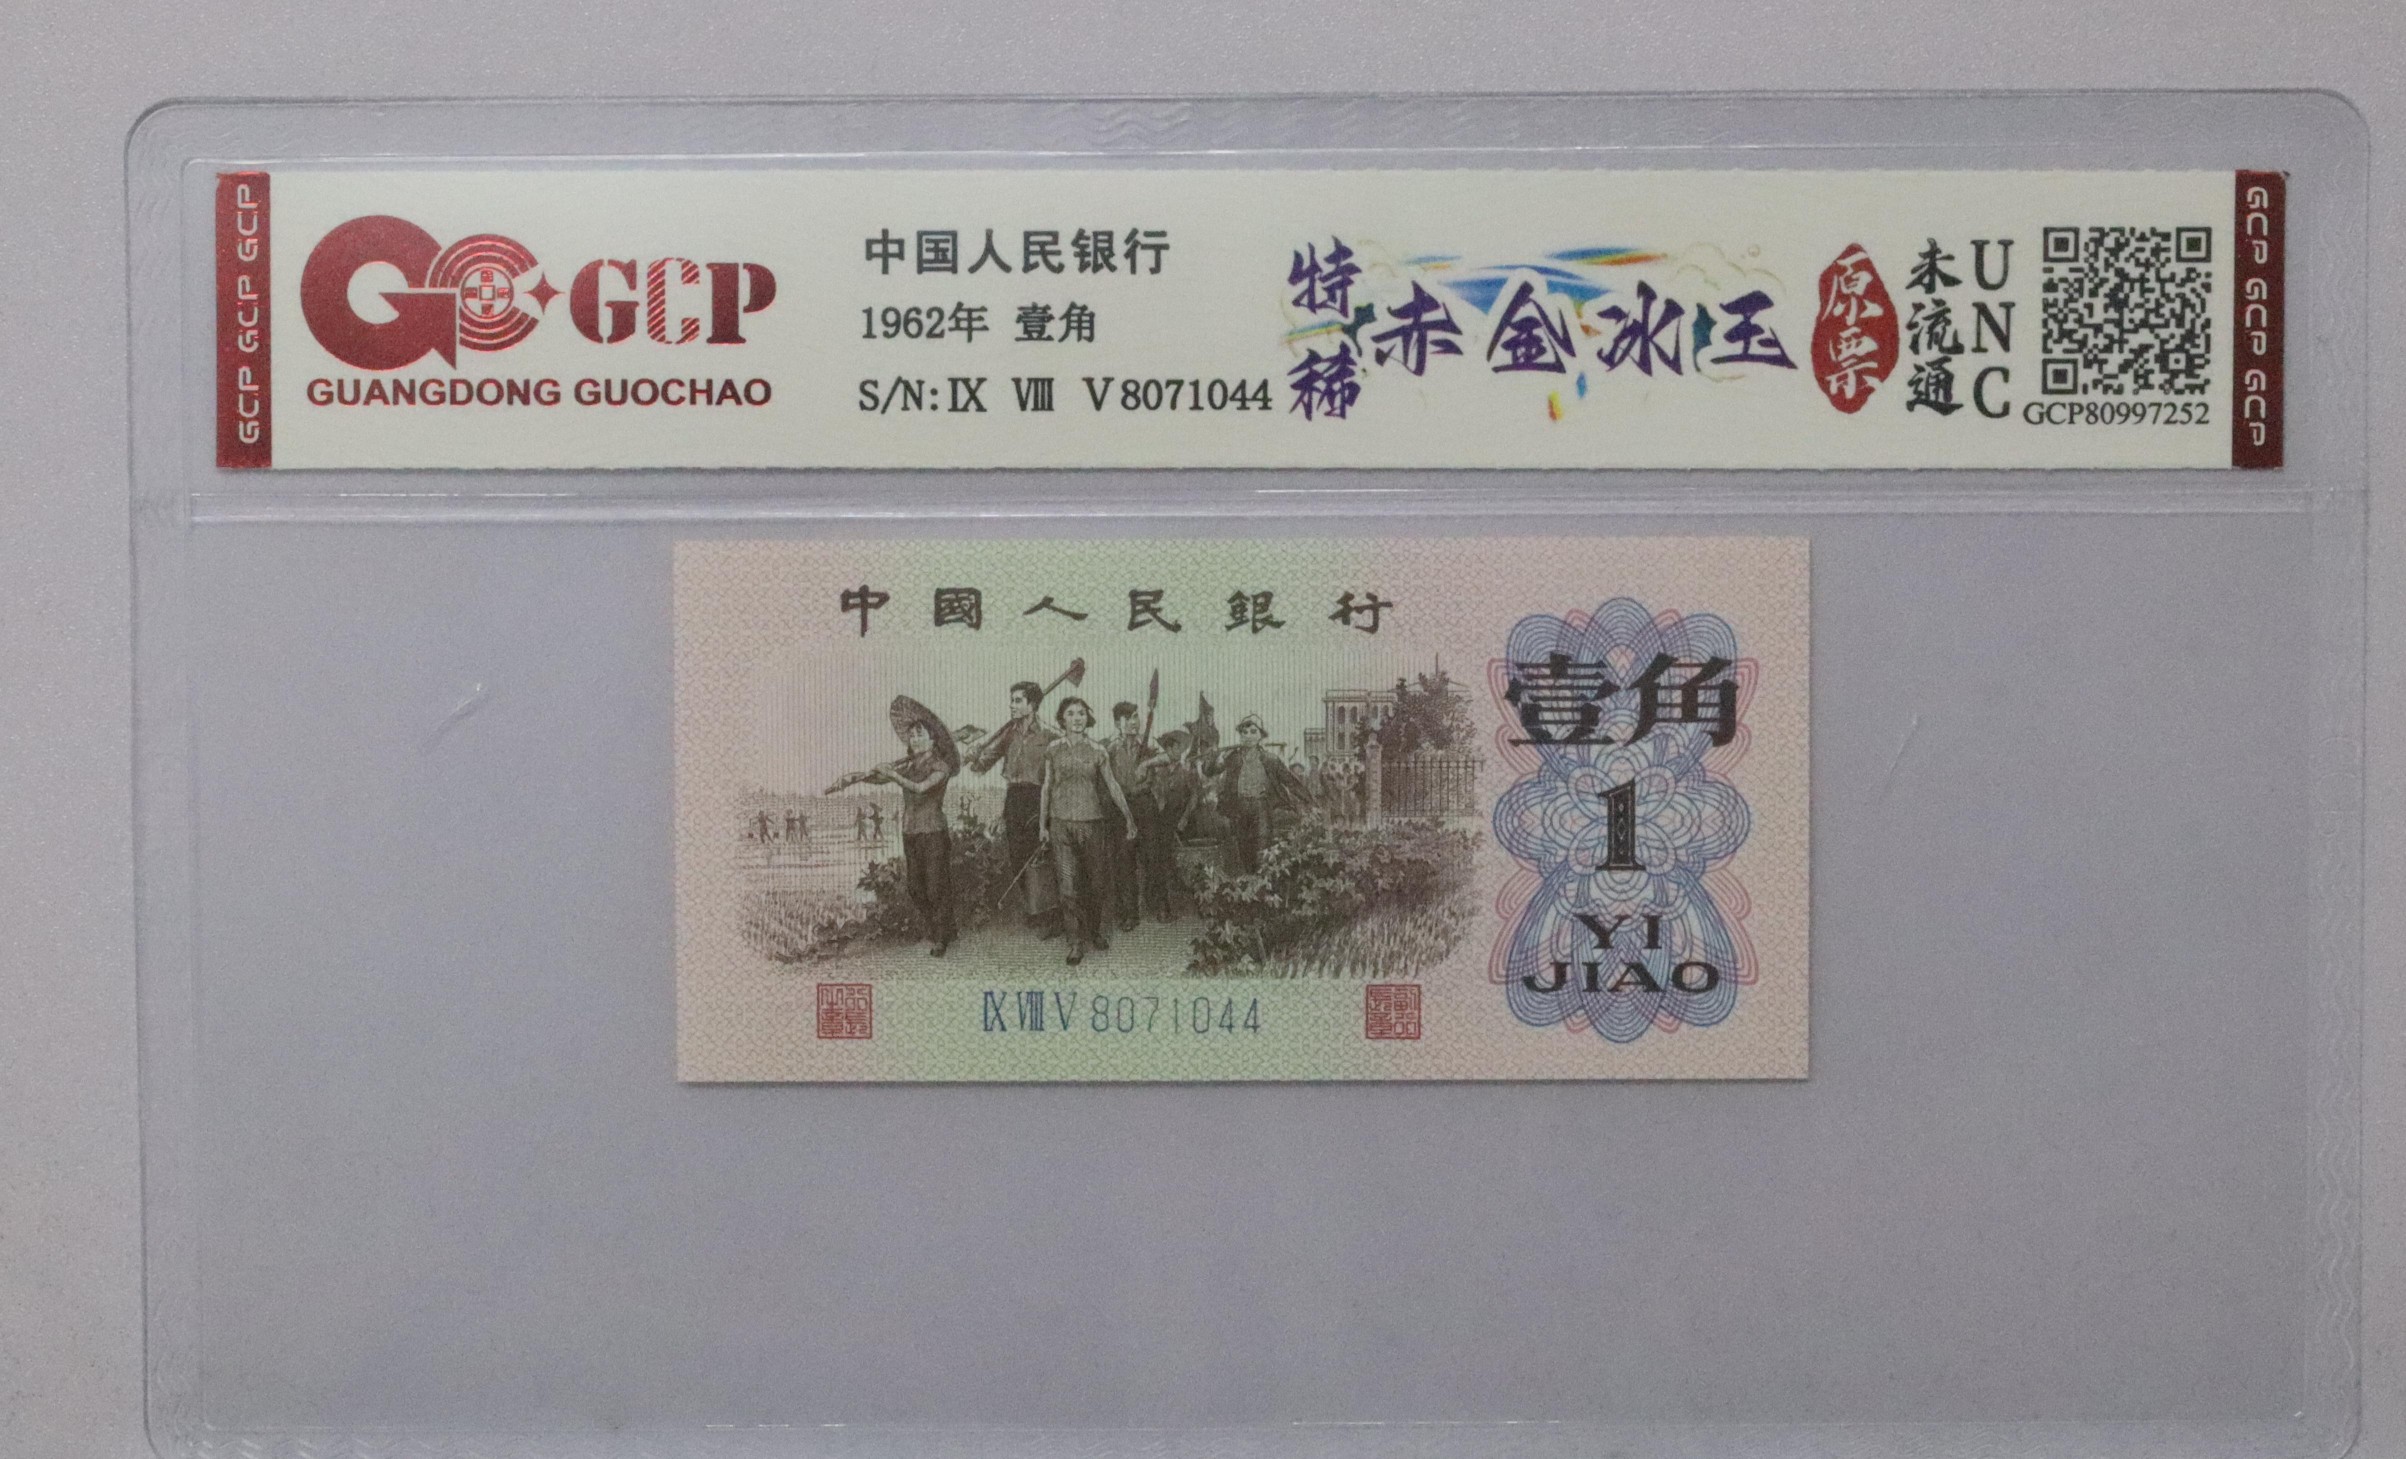 GCP GCP GCP
GCP
GUANGDONG GUOCHAO
中国人民银行
1962年 壹角
S/N: Ⅸ Ⅷ Ⅴ 8071044
特稀
赤金冰玉
原票
未流通
UNC
GCP80997252
GCP GCP GCP
中國人民銀行
壹角
1
YI
JIAO
Ⅸ Ⅷ Ⅴ 8071044